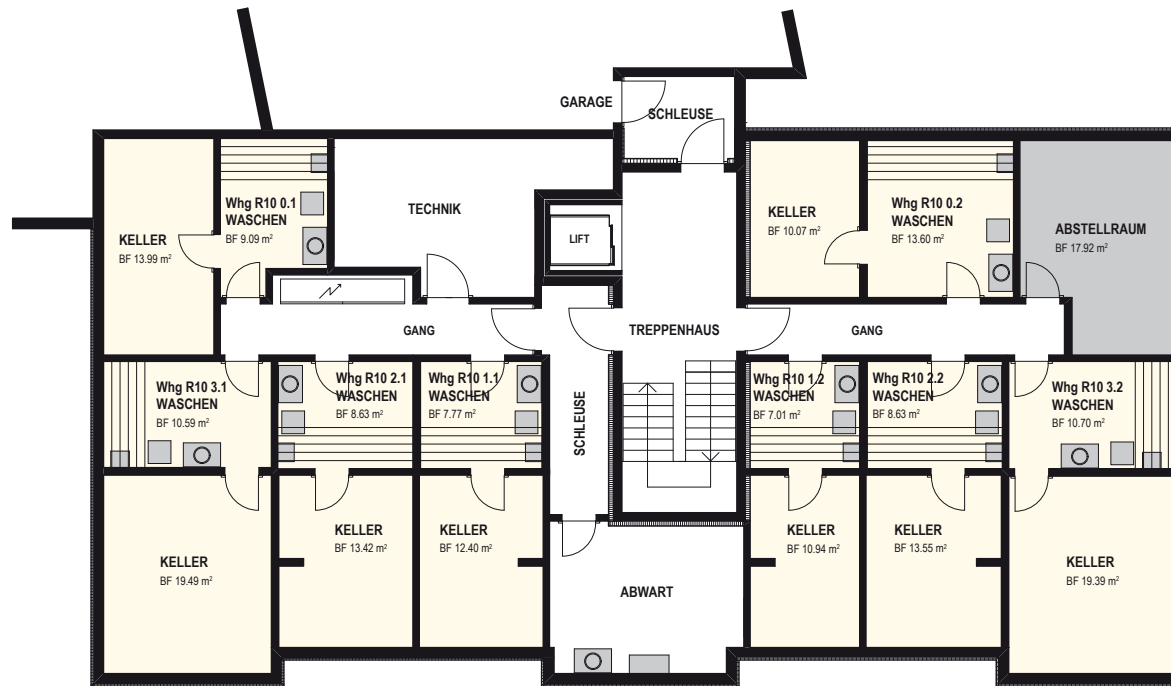 GARAGE
SCHLEUSE
Whg R10 0.1
WASCHEN
BF 9.09 m²
KELLER
BF 13.99 m²
TECHNIK
LIFT
KELLER
BF 10.07 m²
Whg R10 0.2
WASCHEN
BF 13.60 m²
ABSTELLRAUM
BF 17.92 m²
GANG
TREPPENHAUS
GANG
Whg R10 3.1
WASCHEN
BF 10.59 m²
Whg R10 2.1
WASCHEN
BF 8.63 m²
Whg R10 1.1
WASCHEN
BF 7.77 m²
SCHLEUSE
Whg R10 1.2
WASCHEN
BF 7.01 m²
Whg R10 2.2
WASCHEN
BF 8.63 m²
Whg R10 3.2
WASCHEN
BF 10.70 m²
KELLER
BF 19.49 m²
KELLER
BF 13.42 m²
KELLER
BF 12.40 m²
ABWART
KELLER
BF 10.94 m²
KELLER
BF 13.55 m²
KELLER
BF 19.39 m²